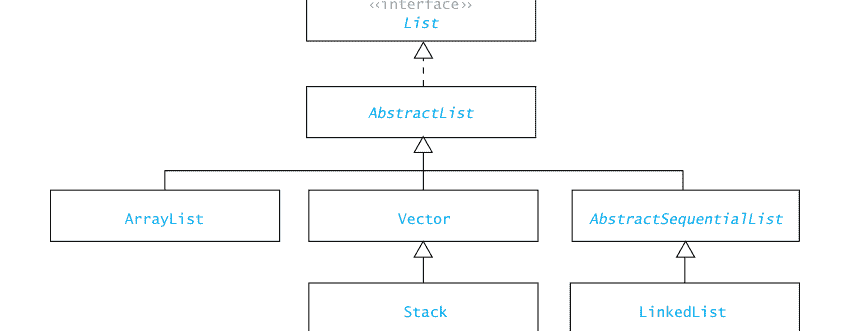 ‹‹interface››
List
AbstractList
ArrayList
Vector
AbstractSequentialList
Stack
LinkedList